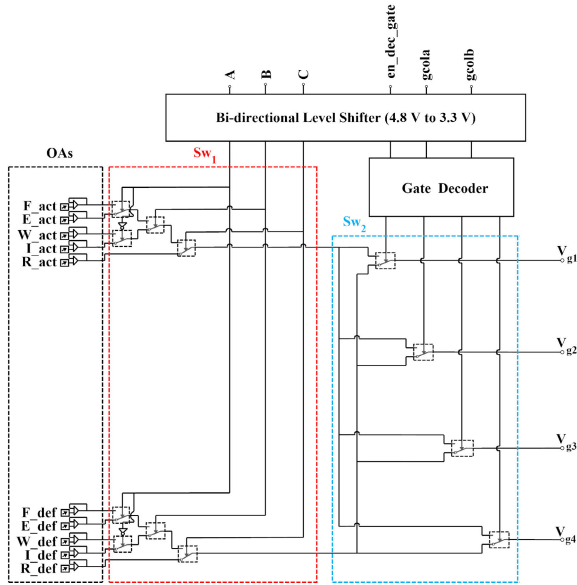 A
B
C
en_dec_gate
gcola
gcolb
Bi-directional Level Shifter (4.8 V to 3.3 V)
OAs
Sw1
Gate Decoder
Sw2
F_act
E_act
W_act
I_act
R_act
Vg1
Vg2
Vg3
F_def
E_def
W_def
I_def
R_def
Vg4